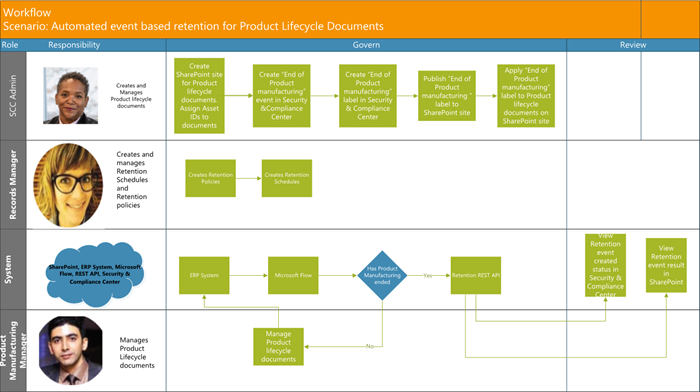 Workflow
Scenario: Automated event based retention for Product Lifecycle Documents
Role
Responsibility
Govern
Review
SCC Admin
Creates and
Manages
Product lifecycle
documents
Create
SharePoint site
for Product
lifecycle
documents.
Assign Asset
IDs to
documents
Create "End of
Product
manufacturing"
event in Security
&Compliance
Center
Create "End of
Product
manufacturing"
label in Security
& Compliance
Center
Publish "End of
Product
manufacturing "
label to
SharePoint site
Apply "End of
Product
manufacturing"
label to Product
lifecycle
documents on
SharePoint site
Records Manager
Creates and
manages
Retention
Schedules
and
Retention
policies
Creates Retention
Policies
Creates Retention
Schedules
System
SharePoint, ERP System, Microsoft
Flow, REST API, Security &
Compliance Center
ERP System
Microsoft Flow
Has Product
Manufacturing
ended
Yes
Retention REST API
View
Retention
event
created
status in
Security &
Compliance
Center
View
Retention
event result
in
SharePoint
Product
Manufacturing
Manager
Manages
Product
Lifecycle
documents
Manage
Product
lifecycle
documents
No